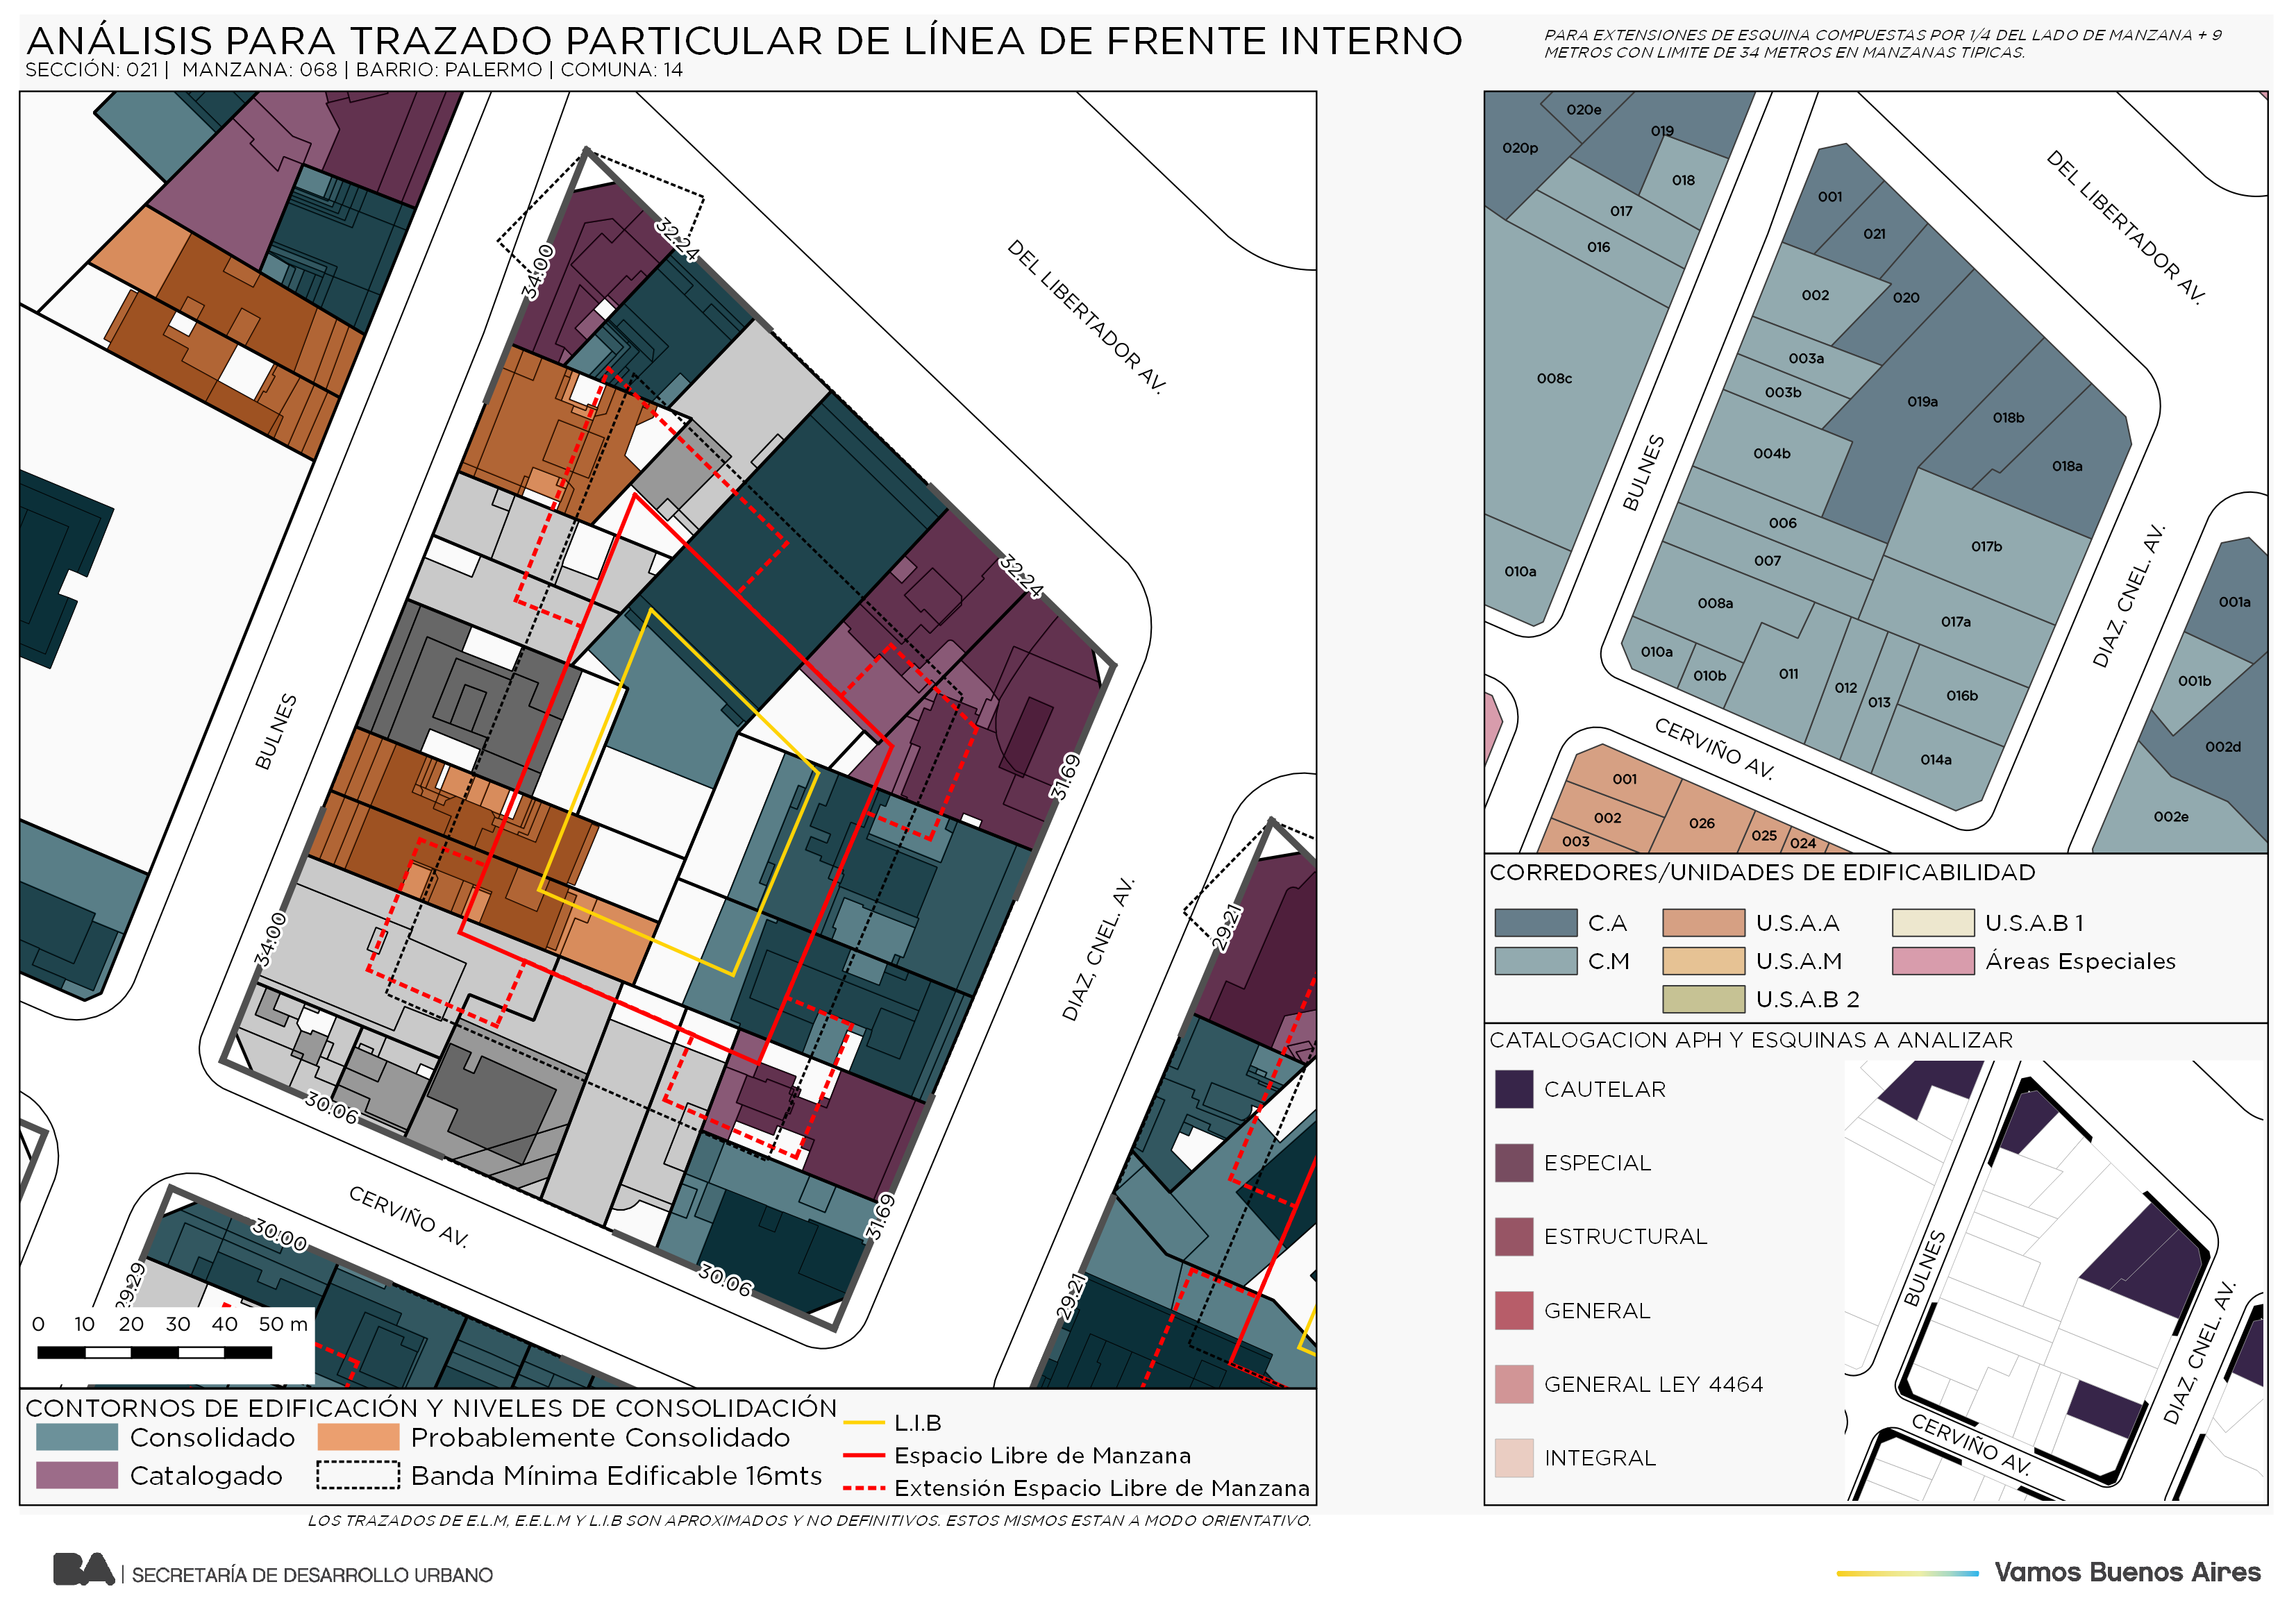 ANÁLISIS PARA TRAZADO PARTICULAR DE LÍNEA DE FRENTE INTERNO
SECCIÓN: 021 | MANZANA: 068 | BARRIO: PALERMO | COMUNA: 14
PARA EXTENSIONES DE ESQUINA COMPUESTAS POR 1/4 DEL LADO DE MANZANA + 9
METROS CON LIMITE DE 34 METROS EN MANZANAS TIPICAS.
34:00
32:24
DEL LIBERTADOR AV.
32:24
BULNES
31.69
34:00
DIAZ, CNEL. AV.
29.21
30.06
31.69
CERVIÑO AV.
30.06
30:00
29.29
29.21
0 10 20 30 40 50 m
CONTORNOS DE EDIFICACIÓN Y NIVELES DE CONSOLIDACIÓN
Consolidado
Probablemente Consolidado
Catalogado
Banda Mínima Edificable 16mts
L.I.B
Espacio Libre de Manzana
Extensión Espacio Libre de Manzana
LOS TRAZADOS DE E.L.M, E.E.L.M Y L.I.B SON APROXIMADOS Y NO DEFINITIVOS. ESTOS MISMOS ESTAN A MODO ORIENTATIVO.
020e
019
020p
018
017
016
008c
010a
001
021
002
020
003a
003b
019a
018b
004b
018a
006
017b
007
008a
017a
010a
010b
011
012
013
016b
014a
001a
001b
002d
002e
001
002
003
026
025
024
DEL LIBERTADOR AV.
BULNES
DIAZ, CNEL. AV.
CERVIÑO AV.
CORREDORES/UNIDADES DE EDIFICABILIDAD
C.A
U.S.A.A
U.S.A.B 1
C.M
U.S.A.M
Áreas Especiales
U.S.A.B 2
CATALOGACION APH Y ESQUINAS A ANALIZAR
CAUTELAR
ESPECIAL
ESTRUCTURAL
GENERAL
GENERAL LEY 4464
INTEGRAL
BULNES
DIAZ, CNEL. AV.
CERVIÑO AV.
BA | SECRETARÍA DE DESARROLLO URBANO
Vamos Buenos Aires